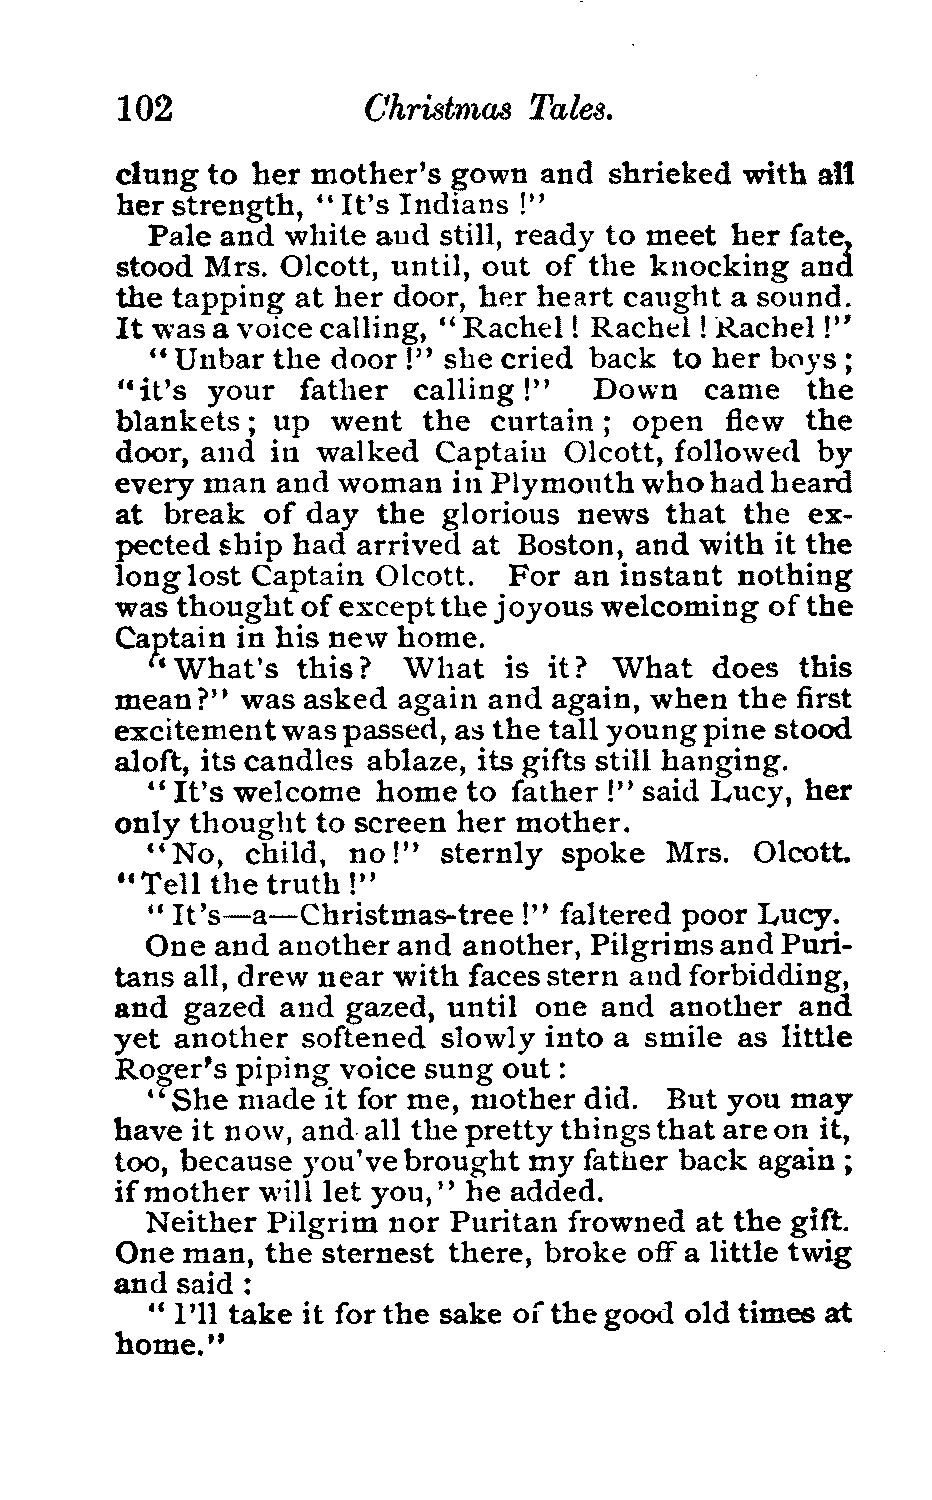 102 Christmas Tales.
clung to her mother's gown and shrieked with all
her strength, "It's Indians!"
Pale and white and still, ready to meet her fate,
stood Mrs. Olcott, until, out of the knocking and
the tapping at her door, her heart caught a sound.
It was a voice calling, "Rachel! Rachel! Rachel!"
"Unbar the door!" she cried back to her boys;
"it's your father calling!" Down came the
blankets; up went the curtain; open flew the
door, and in walked Captain Olcott, followed by
every man and woman in Plymouth who had heard
at break of day the glorious news that the ex-
pected ship had arrived at Boston, and with it the
long lost Captain Olcott. For an instant nothing
was thought of except the joyous welcoming of the
Captain in his new home.
"What's this? What is it? What does this
mean?" was asked again and again, when the first
excitement was passed, as the tall young pine stood
aloft, its candles ablaze, its gifts still hanging.
"It's welcome home to father!" said Lucy, her
only thought to screen her mother.
"No, child, no!" sternly spoke Mrs. Olcott.
"Tell the truth!"
"It's—a—Christmas-tree!" faltered poor Lucy.
One and another and another, Pilgrims and Puri-
tans all, drew near with faces stern and forbidding,
and gazed and gazed, until one and another and
yet another softened slowly into a smile as little
Roger's piping voice sung out:
"She made it for me, mother did. But you may
have it now, and all the pretty things that are on it,
too, because you've brought my father back again;
if mother will let you," he added.
Neither Pilgrim nor Puritan frowned at the gift.
One man, the sternest there, broke off a little twig
and said:
"I'll take it for the sake of the good old times at
home."